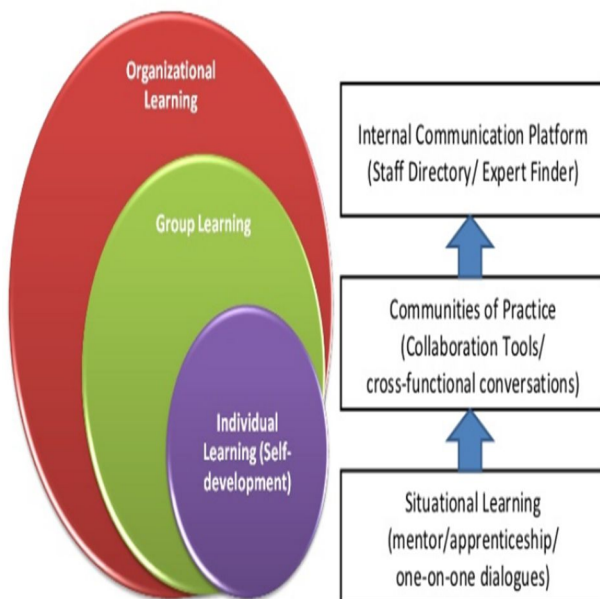 Organizational
Learning
Group Learning
Individual
Learning (Self-
development)
Internal Communication Platform
(Staff Directory/ Expert Finder)
Communities of Practice
(Collaboration Tools/
cross-functional conversations)
Situational Learning
(mentor/apprenticeship/
one-on-one dialogues)